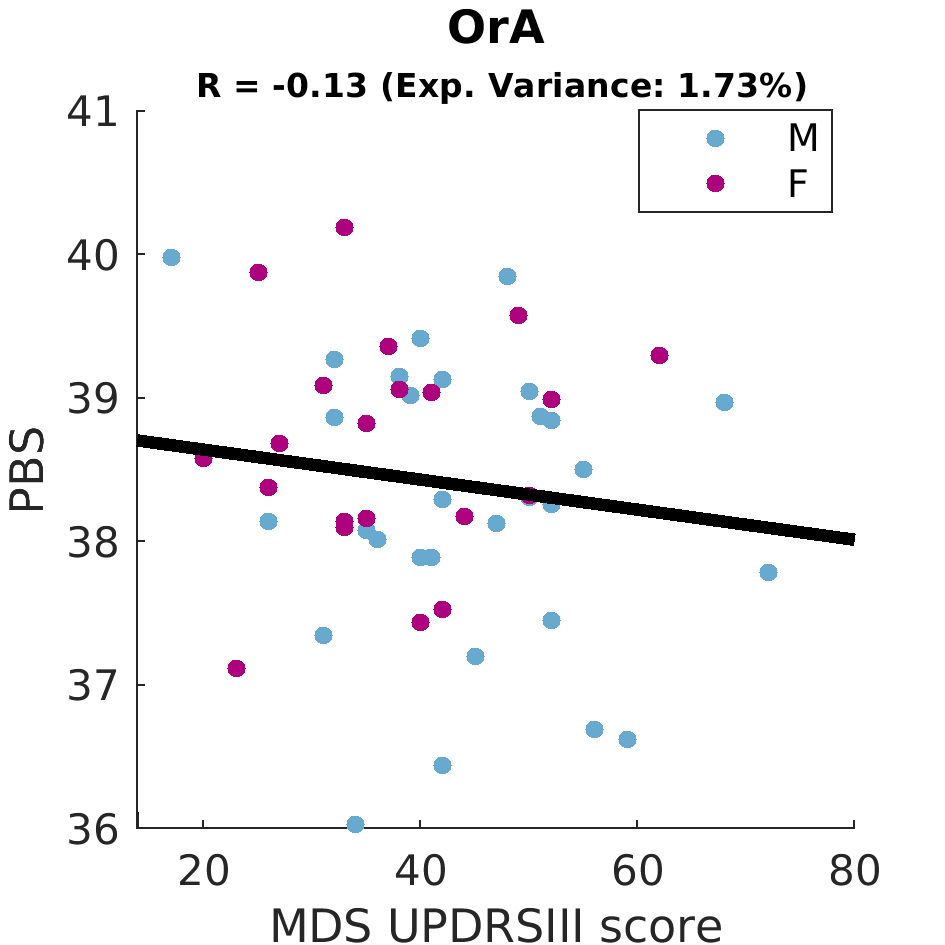 OrA
R = -0.13 (Exp. Variance: 1.73%)
M
F
41
40
39
38
37
36
PBS
20 40 60 80
MDS UPDRSIII score